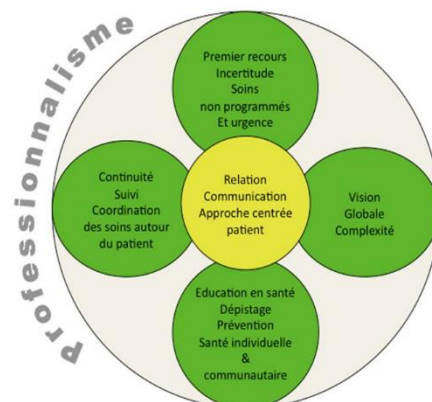 Professionnalisme
Premier recours
Incertitude
Soins
non programmés
Et urgence
Continuité
Suivi
Coordination
des soins autour
du patient
Relation
Communication
Approche centrée
patient
Vision
Globale
Complexité
Education en santé
Dépistage
Prévention
Santé individuelle
&
communautaire